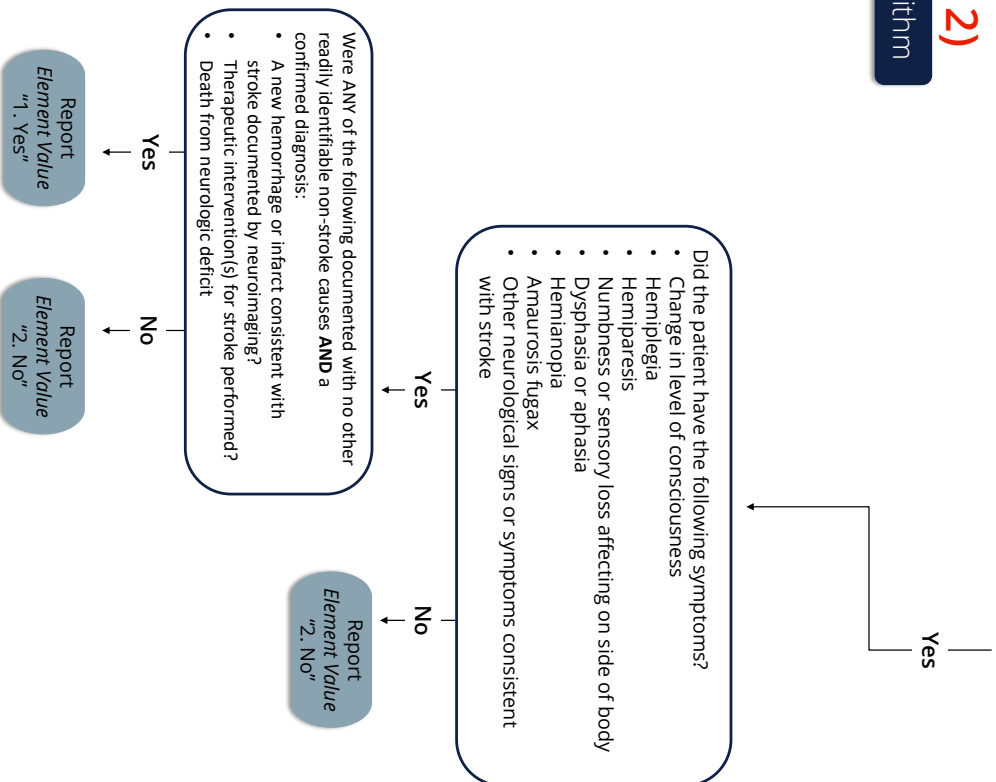 2)
ithm
Yes
Did the patient have the following symptoms?
• Change in level of consciousness
• Hemiplegia
• Hemiparesis
• Numbness or sensory loss affecting on side of body
• Dysphasia or aphasia
• Hemianopia
• Amaurosis fugax
• Other neurological signs or symptoms consistent
with stroke
Yes
No
Were ANY of the following documented with no other
readily identifiable non-stroke causes AND a
confirmed diagnosis:
• A new hemorrhage or infarct consistent with
stroke documented by neuroimaging?
• Therapeutic intervention(s) for stroke performed?
• Death from neurologic deficit
Report
Element Value
"2. No"
Yes
No
Report
Element Value
"1. Yes"
Report
Element Value
"2. No"